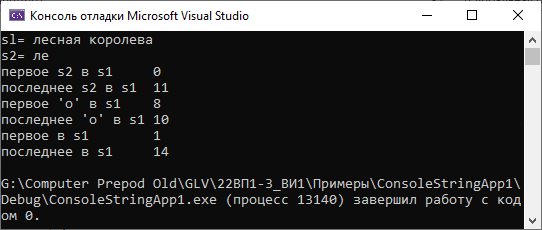 Консоль отладки Microsoft Visual Studio
s1= лесная королева
s2= ле
первое s2 в s1     0
последнее s2 в s1  11
первое 'о' в s1    8
последнее 'о' в s1 10
первое в s1        1
последнее в s1     14
G:\Computer Prepod Old\GLV\22ВП1-3_ВИ1\Примеры\ConsoleStringApp1\
Debug\ConsoleStringApp1.exe (процесс 13140) завершил работу с код
ом 0.